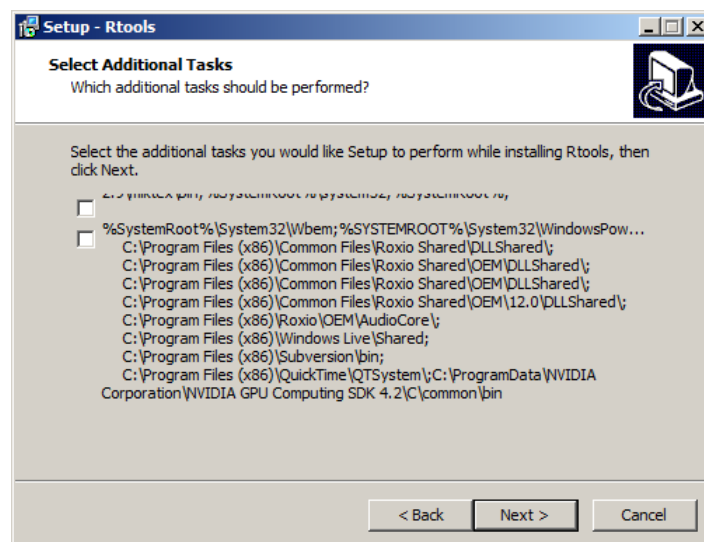 Setup - Rtools
Select Additional Tasks
Which additional tasks should be performed?
Select the additional tasks you would like Setup to perform while installing Rtools, then
click Next.
%SystemRoot%\System32\Wbem;%SYSTEMROOT%\System32\WindowsPow...
C:\Program Files (x86)\Common Files\Roxio Shared\DLLShared\;
C:\Program Files (x86)\Common Files\Roxio Shared\OEM\DLLShared\;
C:\Program Files (x86)\Common Files\Roxio Shared\OEM\DLLShared\;
C:\Program Files (x86)\Common Files\Roxio Shared\OEM\12.0\DLLShared\;
C:\Program Files (x86)\Roxio\OEM\AudioCore\;
C:\Program Files (x86)\Windows Live\Shared;
C:\Program Files (x86)\Subversion\bin;
C:\Program Files (x86)\QuickTime\QTSystem\;C:\ProgramData\NVIDIA
Corporation\NVIDIA GPU Computing SDK 4.2\C\common\bin
< Back
Next >
Cancel